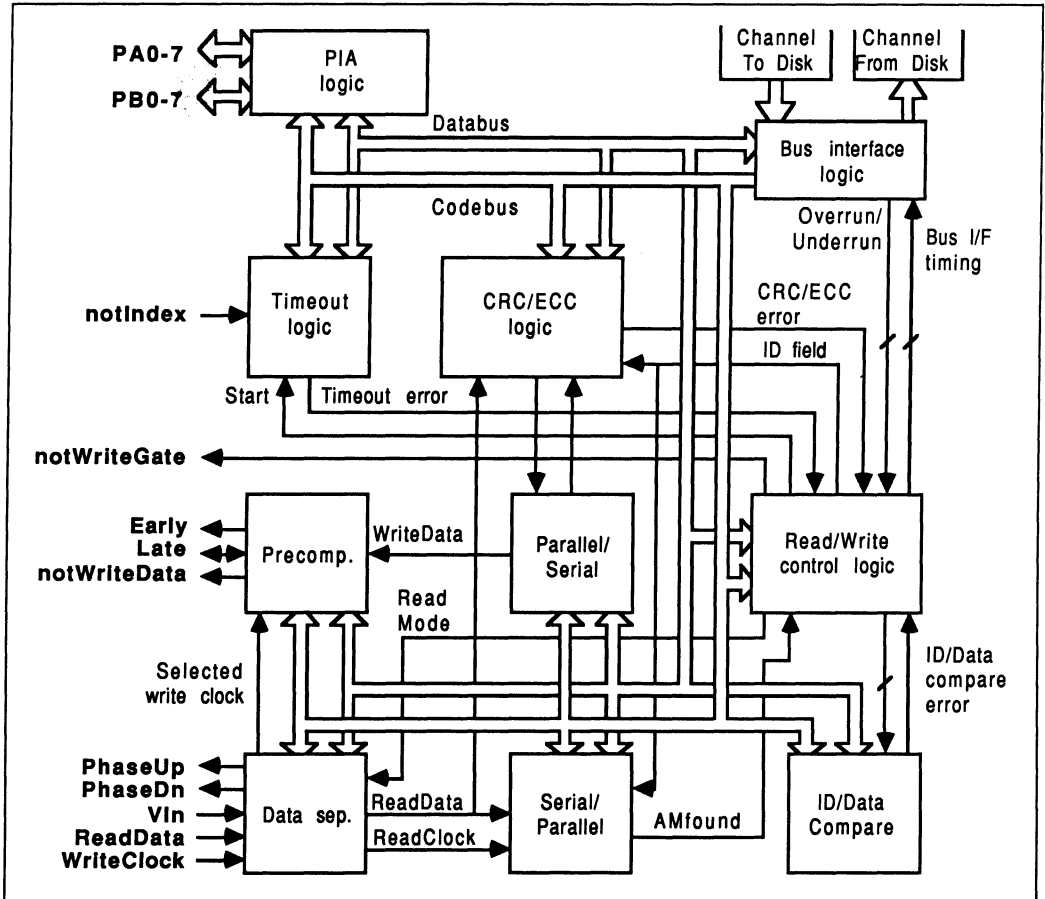 PA0-7
PB0-7
PIA
logic
Channel
To Disk
Channel
From Disk
Databus
Bus interface
logic
Codebus
Overrun/
Underrun
Bus I/F
timing
notIndex
Timeout
logic
CRC/ECC
logic
CRC/ECC
error
ID field
Start
Timeout error
notWriteGate
Early
Late
notWriteData
Precomp.
WriteData
Parallel/
Serial
Read/Write
control logic
Read
Mode
Selected
write clock
ID/Data
compare
error
PhaseUp
PhaseDn
VIn
ReadData
WriteClock
Data sep.
ReadData
ReadClock
Serial/
Parallel
AMfound
ID/Data
Compare